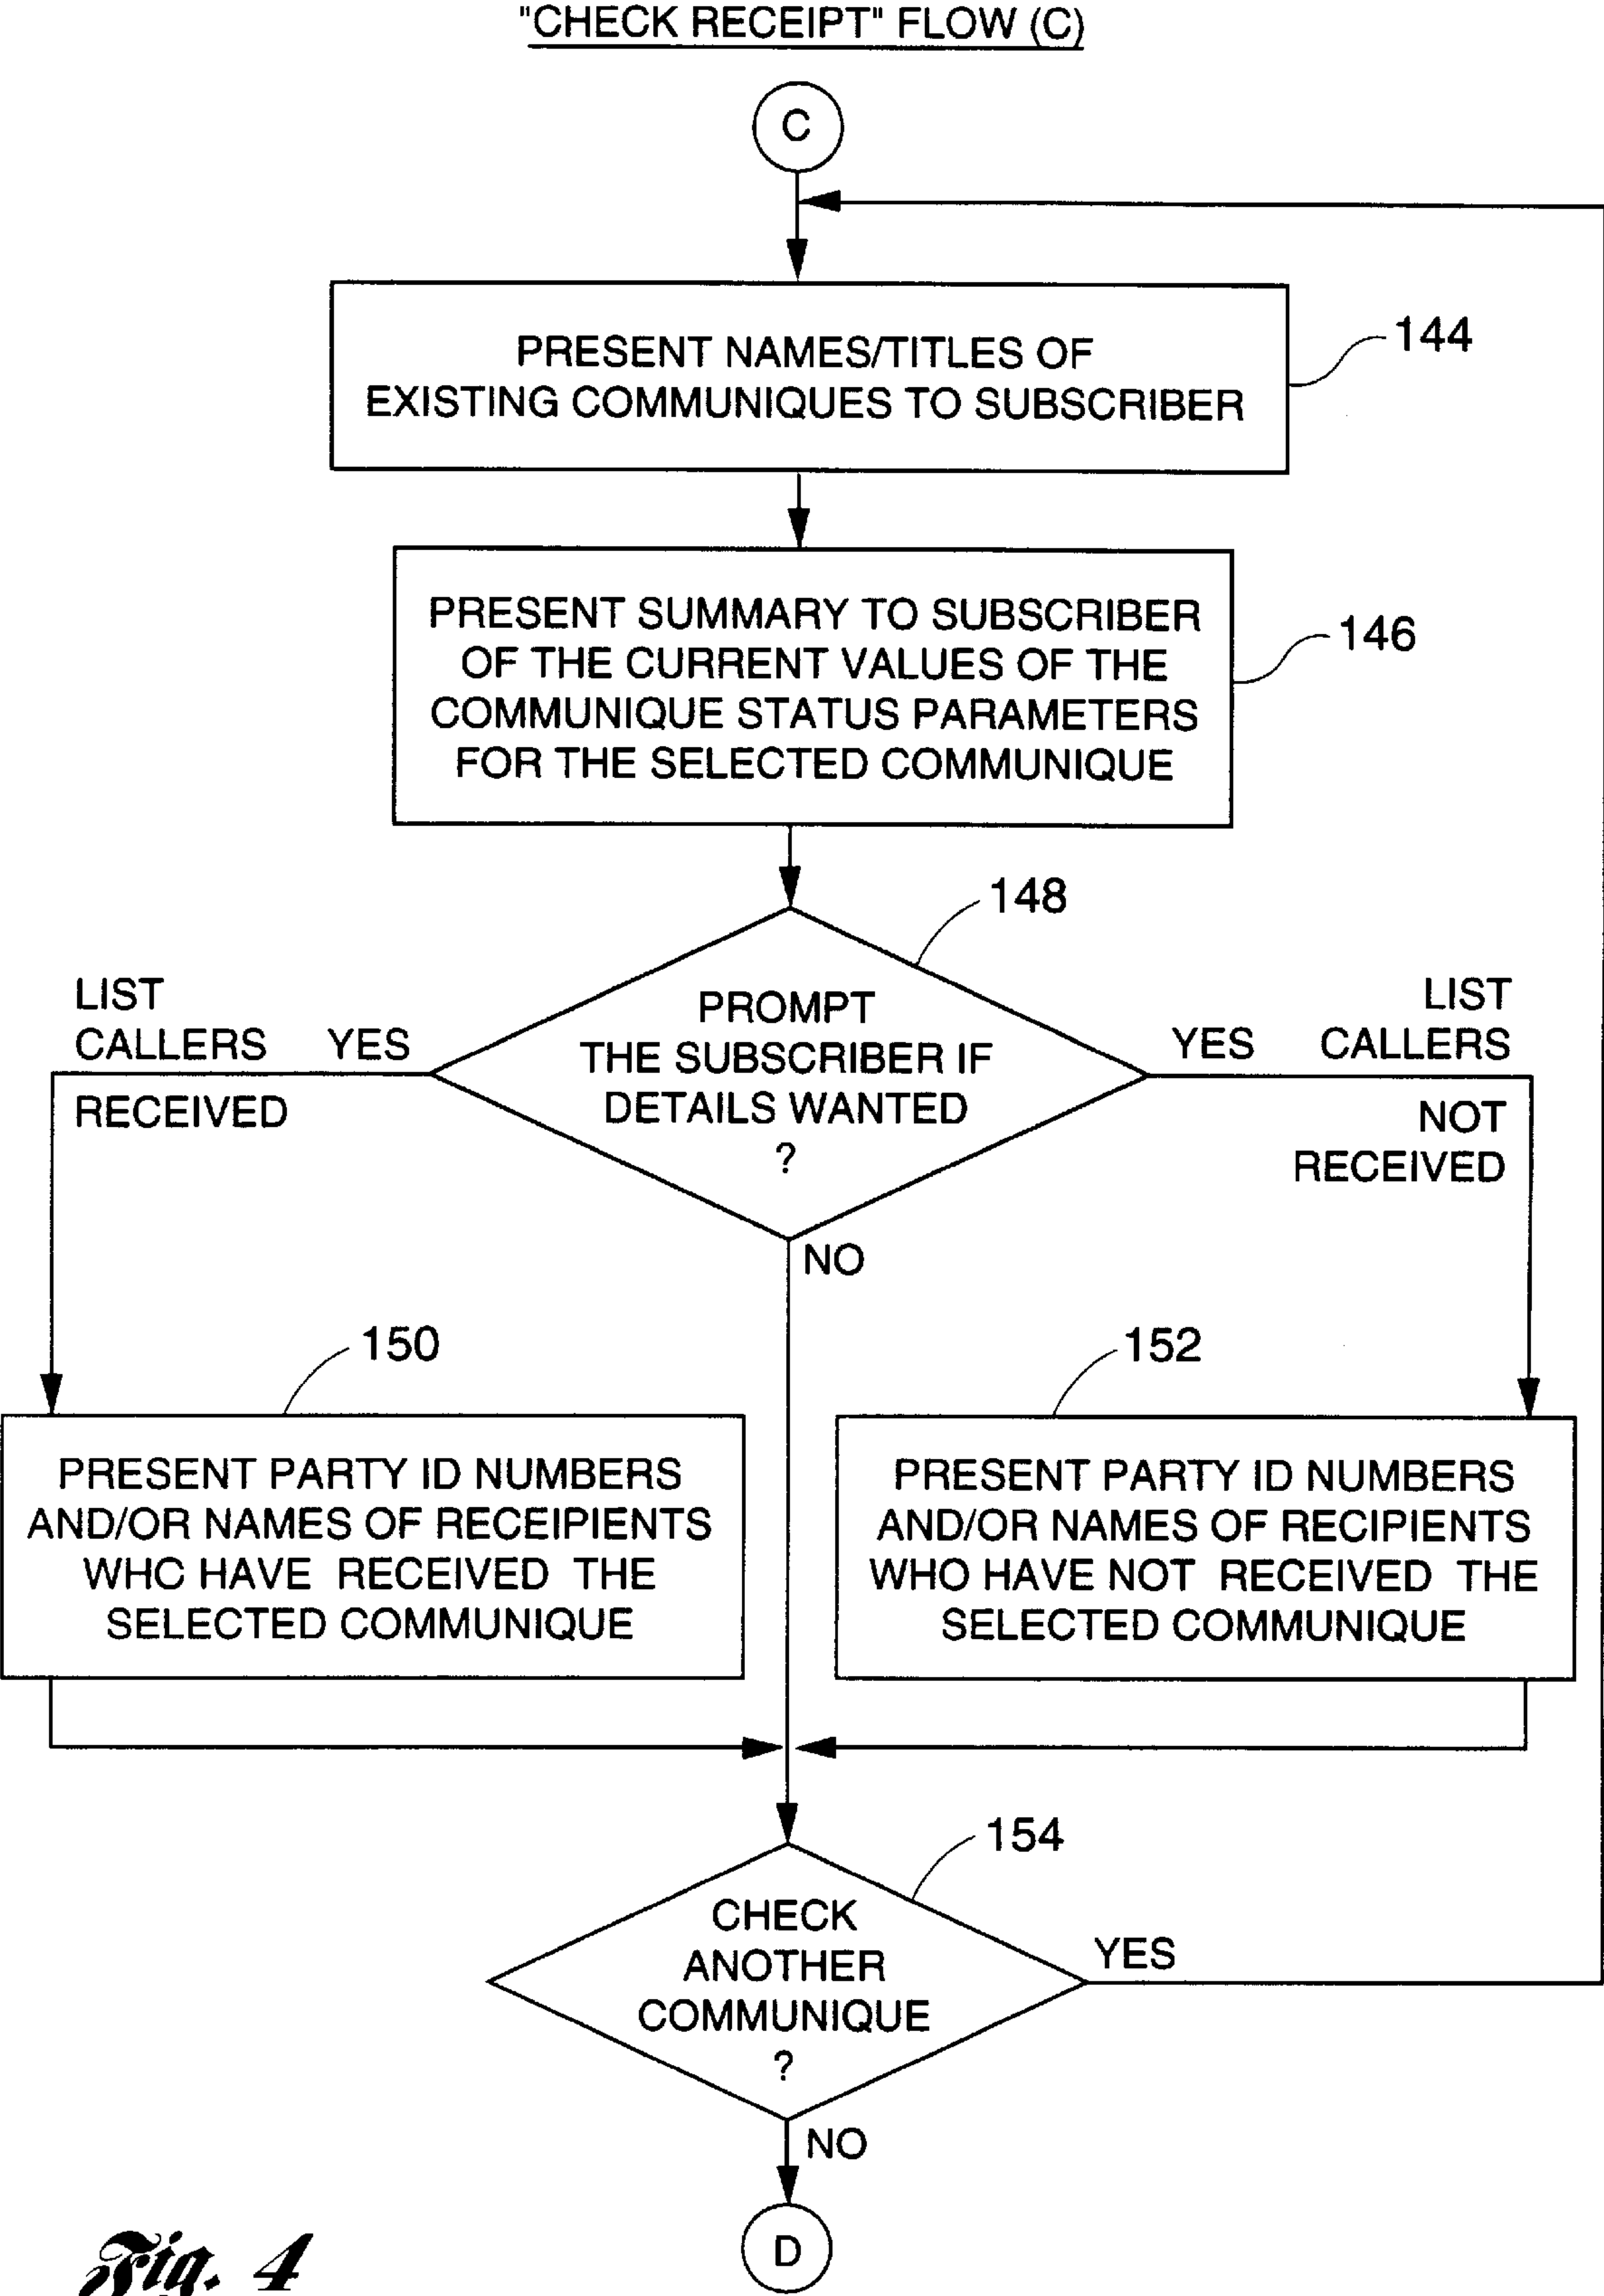 "CHECK RECEIPT" FLOW (C)
C
PRESENT NAMES/TITLES OF
EXISTING COMMUNIQUES TO SUBSCRIBER
144
PRESENT SUMMARY TO SUBSCRIBER
OF THE CURRENT VALUES OF THE
COMMUNIQUE STATUS PARAMETERS
FOR THE SELECTED COMMUNIQUE
146
148
LIST
CALLERS YES
RECEIVED
PROMPT
THE SUBSCRIBER IF
DETAILS WANTED
?
LIST
YES CALLERS
NOT
RECEIVED
NO
150
PRESENT PARTY ID NUMBERS
AND/OR NAMES OF RECEIPIENTS
WHC HAVE RECEIVED THE
SELECTED COMMUNIQUE
152
PRESENT PARTY ID NUMBERS
AND/OR NAMES OF RECIPIENTS
WHO HAVE NOT RECEIVED THE
SELECTED COMMUNIQUE
154
CHECK
ANOTHER
COMMUNIQUE
?
YES
NO
D
Fig. 4